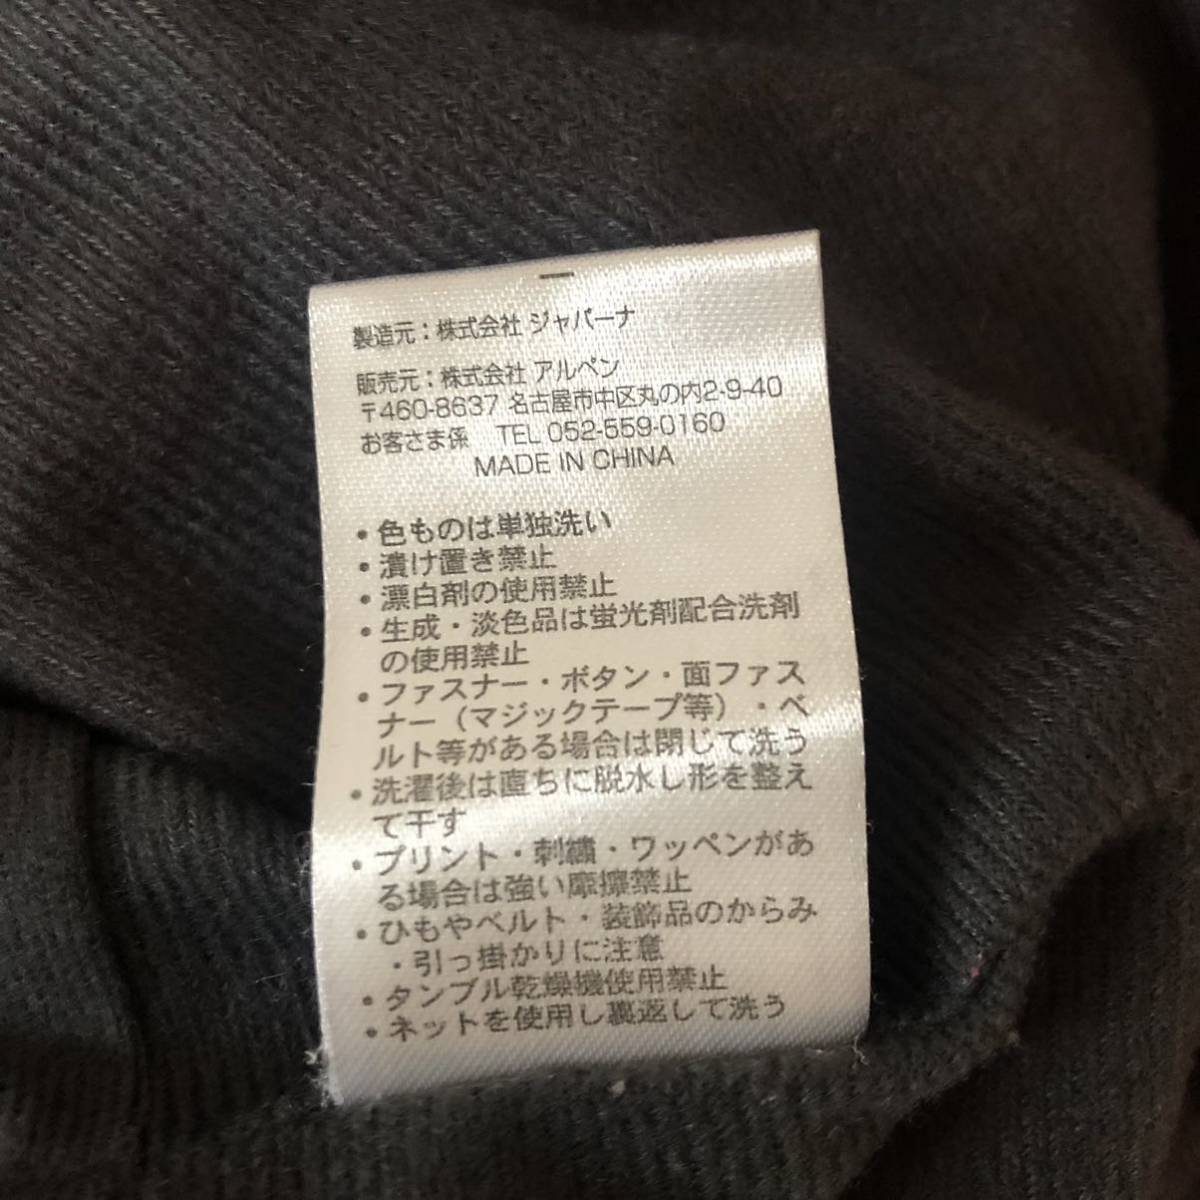 製造元：株式会社 ジャパーナ
販売元：株式会社 アルペン
〒460-8637 名古屋市中区丸の内2-9-40
お客さま係 TEL 052-559-0160
MADE IN CHINA
・色ものは単独洗い
・漬け置き禁止
・漂白剤の使用禁止
・生成・淡色品は蛍光剤配合洗剤
の使用禁止
・ファスナー・ボタン・面ファス
ナー（マジックテープ等）・ベ
ルト等がある場合は閉じて洗う
・洗濯後は直ちに脱水し形を整え
て干す
・プリント・刺繍・ワッペンがあ
る場合は強い摩擦禁止
・ひもやベルト・装飾品のからみ
・引っ掛かりに注意
・タンブル乾燥機使用禁止
・ネットを使用し裏返して洗う